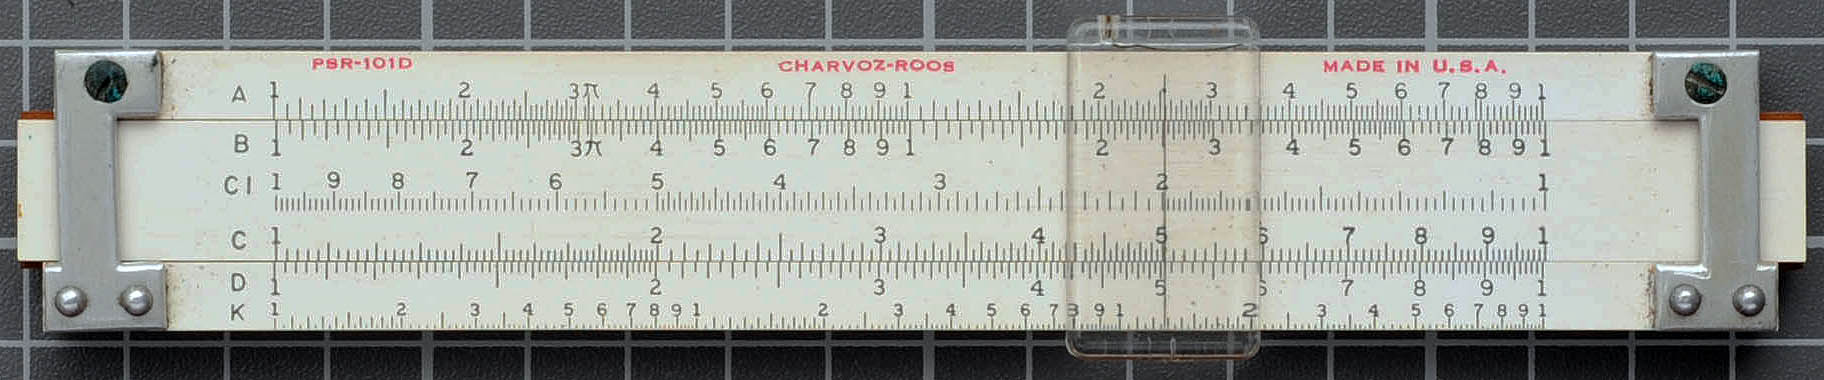 PSR-101D CHARVOZ-ROOS MADE IN U.S.A.
A 1 2 3 π 4 5 6 7 8 9 1 2 3 4 5 6 7 8 9 1
B 1 2 3 π 4 5 6 7 8 9 1 2 3 4 5 6 7 8 9 1
CI 1 9 8 7 6 5 4 3 2 1
C 1 2 3 4 5 6 7 8 9 1
D 1 2 3 4 5 6 7 8 9 1
K 1 2 3 4 5 6 7 8 9 1 2 3 4 5 6 7 8 9 1 2 3 4 5 6 7 8 9 1